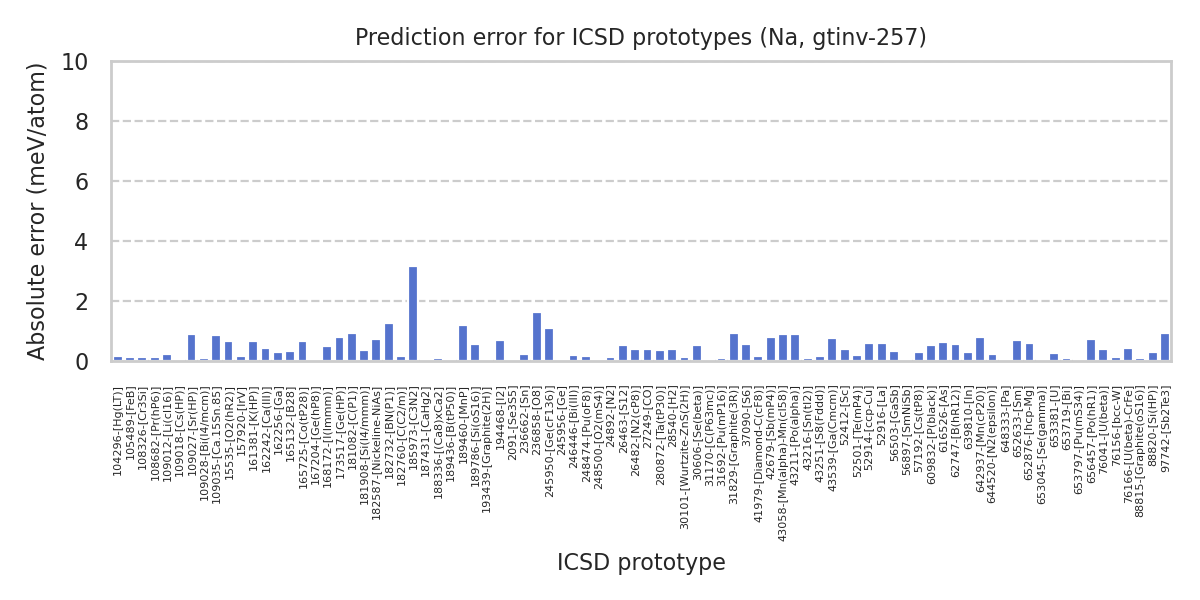 Prediction error for ICSD prototypes (Na, gtinv-257)
Absolute error (meV/atom)
10
8
6
4
2
0
104296-[Hg(LT)]
105489-[FeB]
108326-[Cr3Si]
108682-[Pr(hP6)]
109012-[Li(cI16)]
109018-[Cs(HP)]
109027-[Sr(HP)]
109028-[Bi(I4/mcm)]
109035-[Ca.15Sn.85]
15535-[O2(hR2)]
157920-[IrV]
161381-[K(HP)]
162242-[Ca(III)]
162256-[Ga]
165132-[B28]
165725-[Co(tP28)]
167204-[Ge(hP8)]
168172-[I(Immm)]
173517-[Ge(HP)]
181082-[C(P1)]
181908-[Si(I4/mmm)]
182587-[Nickeline-NiAs]
182732-[BN(P1)]
182760-[C(C2/m)]
185973-[C3N2]
187431-[CaHg2]
188336-[(Ca8)xCa2]
189436-[B(tP50)]
189460-[MnP]
189786-[Si(oS16)]
193439-[Graphite(2H)]
194468-[I2]
2091-[Se3S5]
236662-[Sn]
236858-[O8]
245950-[Ge(cF136)]
245956-[Ge]
246446-[Bi(III)]
248474-[Pu(oF8)]
248500-[O2(mS4)]
24892-[N2]
26463-[S12]
26482-[N2(cP8)]
27249-[CO]
280872-[Ta(tP30)]
28540-[H2]
30101-[Wurtzite-ZnS(2H)]
30606-[Se(beta)]
31170-[C(P63mc)]
31692-[Pu(mP16)]
31829-[Graphite(3R)]
37090-[S6]
41979-[Diamond-C(cF8)]
42679-[Sb(mP4)]
43058-[Mn(alpha)-Mn(cI58)]
43211-[Po(alpha)]
43216-[Sn(tI2)]
43251-[S8(Fddd)]
43539-[Ga(Cmcm)]
52412-[Sc]
52501-[Te(mP4)]
52914-[fcc-Cu]
52916-[La]
56503-[GaSb]
56897-[SmNiSb]
57192-[Cs(tP8)]
609832-[P(black)]
616526-[As]
62747-[B(hR12)]
639810-[In]
642937-[Mn(cP20)]
644520-[N2(epsilon)]
648333-[Pa]
652633-[Sm]
652876-[hcp-Mg]
653045-[Se(gamma)]
653381-[U]
653719-[Bi]
653797-[Pu(mS34)]
656457-[Po(hR1)]
76041-[U(beta)]
76156-[bcc-W]
76166-[U(beta)-CrFe]
88815-[Graphite(oS16)]
88820-[Si(HP)]
97742-[Sb2Te3]
ICSD prototype